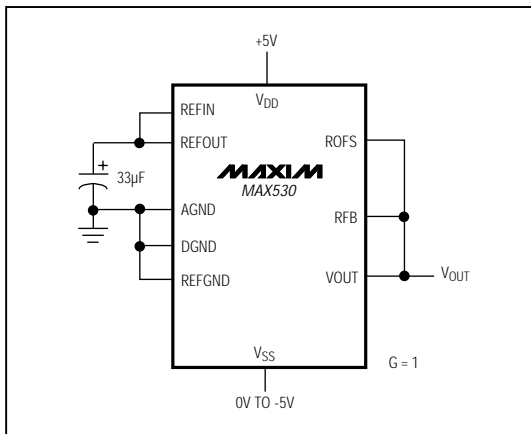 +5V
VDD
REFIN
REFOUT
ROFS
+
33µF
MAXIM
MAX530
AGND
RFB
DGND
REFGND
VOUT
VOUT
VSS
G = 1
0V TO -5V